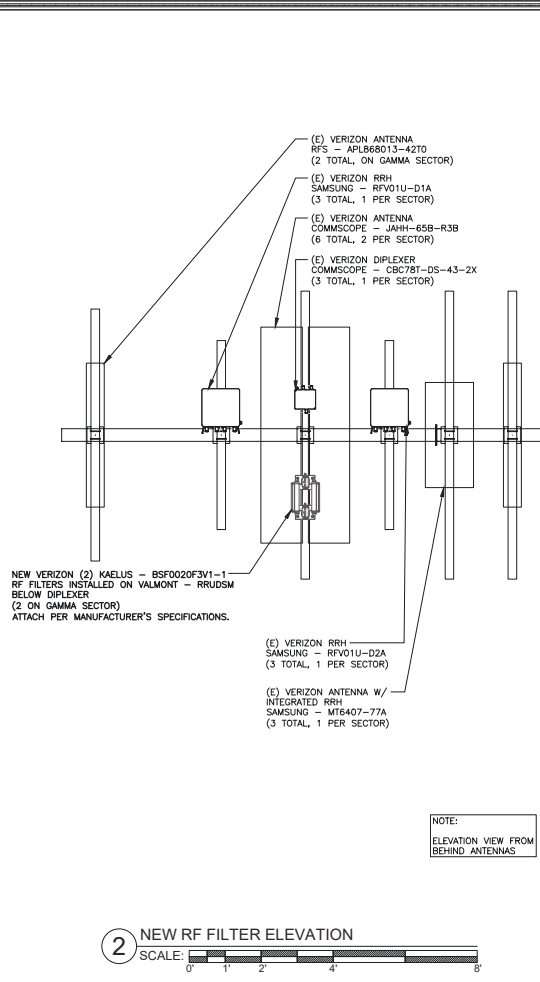 (E) VERIZON ANTENNA
RFS – APL868013-42T0
(2 TOTAL, ON GAMMA SECTOR)
(E) VERIZON RRH
SAMSUNG – RFV01U-D1A
(3 TOTAL, 1 PER SECTOR)
(E) VERIZON ANTENNA
COMMSCOPE – JAHH-65B-R3B
(6 TOTAL, 2 PER SECTOR)
(E) VERIZON DIPLEXER
COMMSCOPE – CBC78T-DS-43-2X
(3 TOTAL, 1 PER SECTOR)
NEW VERIZON (2) KAELUS – BSF0020F3V1-1
RF FILTERS INSTALLED ON VALMONT – RRUDSM
BELOW DIPLEXER
(2 ON GAMMA SECTOR)
ATTACH PER MANUFACTURER'S SPECIFICATIONS.
(E) VERIZON RRH
SAMSUNG – RFV01U-D2A
(3 TOTAL, 1 PER SECTOR)
(E) VERIZON ANTENNA W/
INTEGRATED RRH
SAMSUNG – MT6407-77A
(3 TOTAL, 1 PER SECTOR)
NOTE:
ELEVATION VIEW FROM
BEHIND ANTENNAS
2 NEW RF FILTER ELEVATION
SCALE:
0' 1' 2' 4' 8'